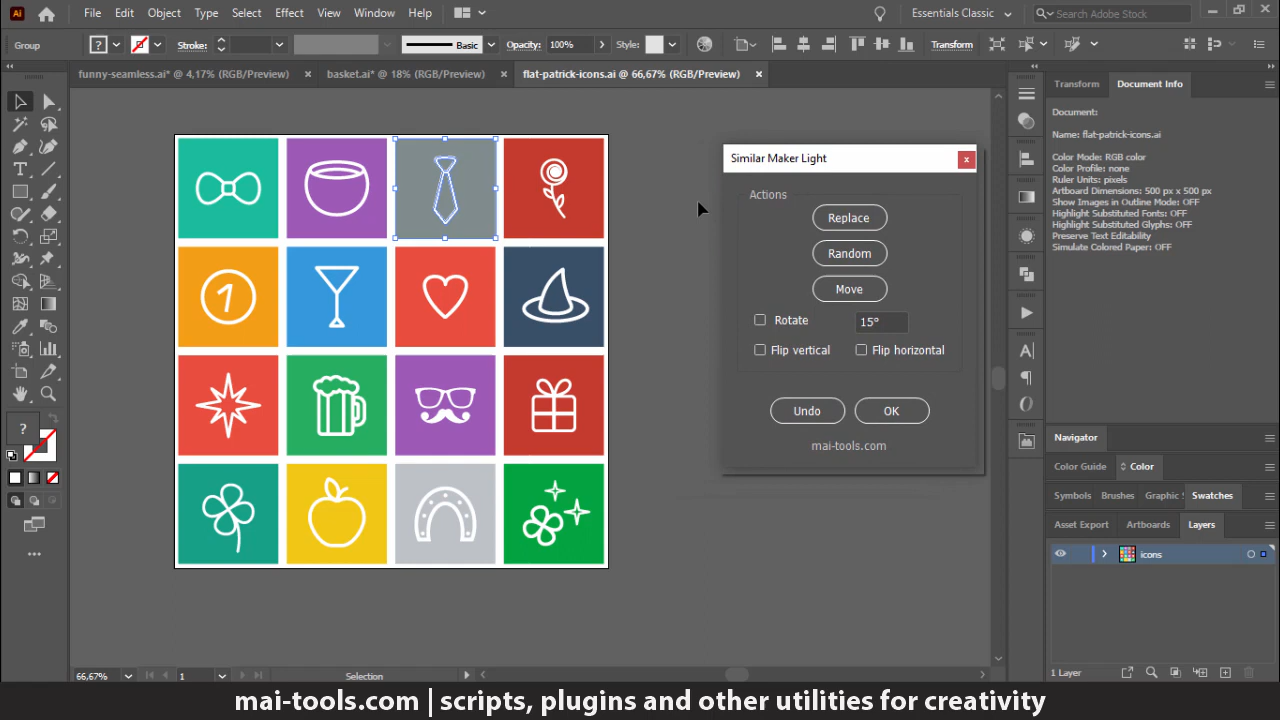 Ai File Edit Object Type Select Effect View Window Help Essentials Classic Search Adobe Stock
Group ? Stroke: Basic Opacity: 100% Style: Transform
funny-seamless.ai* @ 4,17% (RGB/Preview) × basket.ai* @ 18% (RGB/Preview) × flat-patrick-icons.ai @ 66,67% (RGB/Preview) ×
Transform Document Info
Document:
Name: flat-patrick-icons.ai
Color Mode: RGB color
Color Profile: none
Ruler Units: pixels
Artboard Dimensions: 500 px x 500 px
Show Images in Outline Mode: OFF
Highlight Substituted Fonts: OFF
Highlight Substituted Glyphs: OFF
Preserve Text Editability
Simulate Colored Paper: OFF
Similar Maker Light x
Actions
Replace
Random
Move
Rotate 15°
Flip vertical Flip horizontal
Undo OK
mai-tools.com
1
?
Navigator
Color Guide Color
Symbols Brushes Graphic S Swatches
Asset Export Artboards Layers
icons
1 Layer
66,67% 1 Selection
mai-tools.com | scripts, plugins and other utilities for creativity